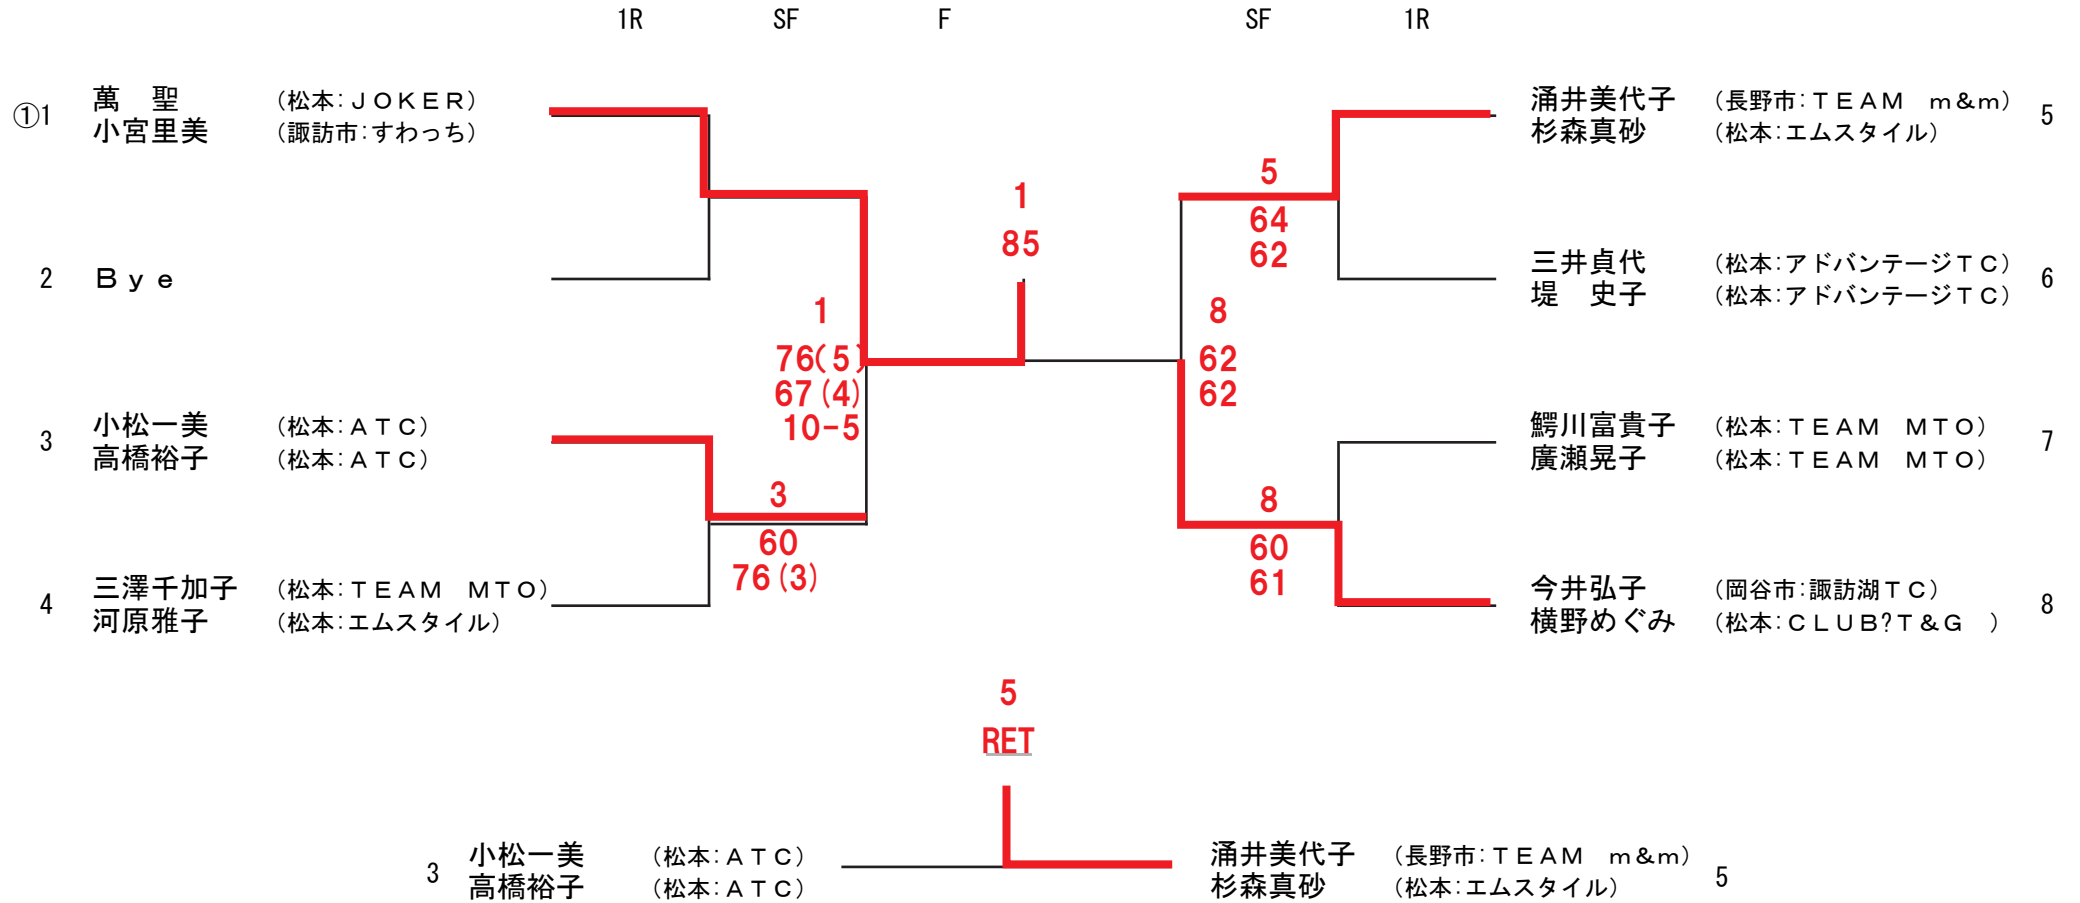 1R SF F SF 1R
①1 萬　聖 (松本:ＪＯＫＥＲ)
小宮里美 (諏訪市:すわっち)
2 Ｂｙｅ
3 小松一美 (松本:ＡＴＣ)
高橋裕子 (松本:ＡＴＣ)
4 三澤千加子 (松本:ＴＥＡＭ　ＭＴＯ)
河原雅子 (松本:エムスタイル)
1
76(5)
67(4)
10-5
3
60
76(3)
1
85
5
64
62
8
62
62
8
60
61
涌井美代子 (長野市:ＴＥＡＭ　ｍ&ｍ) 5
杉森真砂 (松本:エムスタイル)
三井貞代 (松本:アドバンテージＴＣ) 6
堤　史子 (松本:アドバンテージＴＣ)
鰐川富貴子 (松本:ＴＥＡＭ　ＭＴＯ) 7
廣瀬晃子 (松本:ＴＥＡＭ　ＭＴＯ)
今井弘子 (岡谷市:諏訪湖ＴＣ) 8
横野めぐみ (松本:ＣＬＵＢ?Ｔ&Ｇ　)
5
RET
3 小松一美 (松本:ＡＴＣ)
高橋裕子 (松本:ＡＴＣ)
涌井美代子 (長野市:ＴＥＡＭ　ｍ&ｍ) 5
杉森真砂 (松本:エムスタイル)